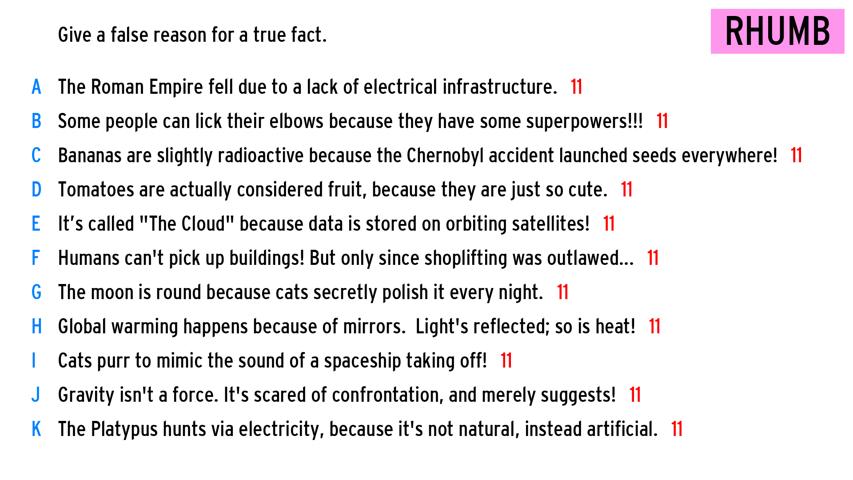 Give a false reason for a true fact.
RHUMB
A The Roman Empire fell due to a lack of electrical infrastructure. 11
B Some people can lick their elbows because they have some superpowers!!! 11
C Bananas are slightly radioactive because the Chernobyl accident launched seeds everywhere! 11
D Tomatoes are actually considered fruit, because they are just so cute. 11
E It's called "The Cloud" because data is stored on orbiting satellites! 11
F Humans can't pick up buildings! But only since shoplifting was outlawed... 11
G The moon is round because cats secretly polish it every night. 11
H Global warming happens because of mirrors. Light's reflected; so is heat! 11
I Cats purr to mimic the sound of a spaceship taking off! 11
J Gravity isn't a force. It's scared of confrontation, and merely suggests! 11
K The Platypus hunts via electricity, because it's not natural, instead artificial. 11